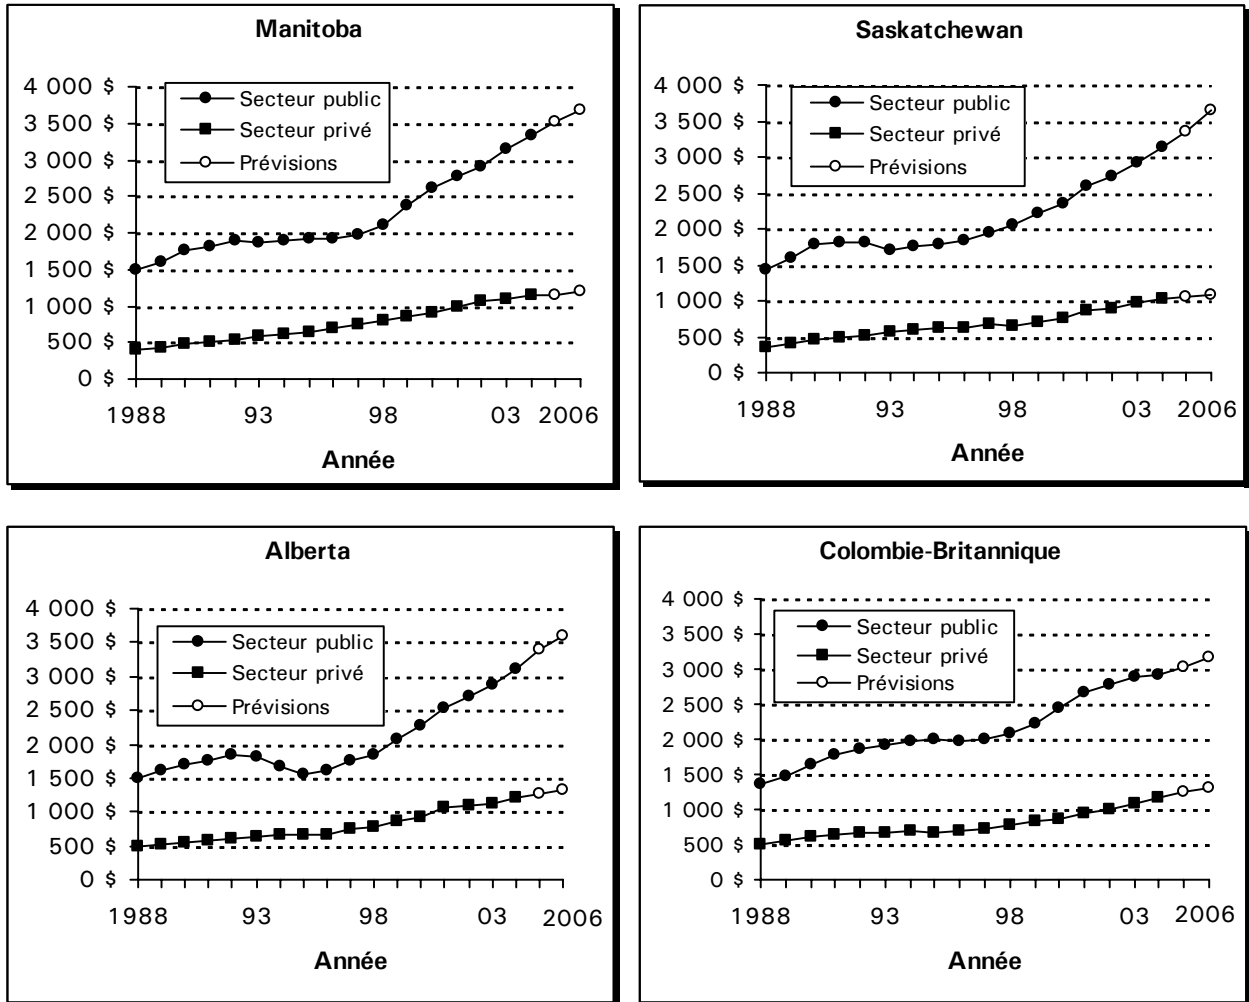 Manitoba
4 000 $
3 500 $
3 000 $
2 500 $
2 000 $
1 500 $
1 000 $
500 $
0 $
Secteur public
Secteur privé
Prévisions
1988 93 98 03 2006
Année
Saskatchewan
4 000 $
3 500 $
3 000 $
2 500 $
2 000 $
1 500 $
1 000 $
500 $
0 $
Secteur public
Secteur privé
Prévisions
1988 93 98 03 2006
Année
Alberta
4 000 $
3 500 $
3 000 $
2 500 $
2 000 $
1 500 $
1 000 $
500 $
0 $
Secteur public
Secteur privé
Prévisions
1988 93 98 03 2006
Année
Colombie-Britannique
4 000 $
3 500 $
3 000 $
2 500 $
2 000 $
1 500 $
1 000 $
500 $
0 $
Secteur public
Secteur privé
Prévisions
1988 93 98 03 2006
Année